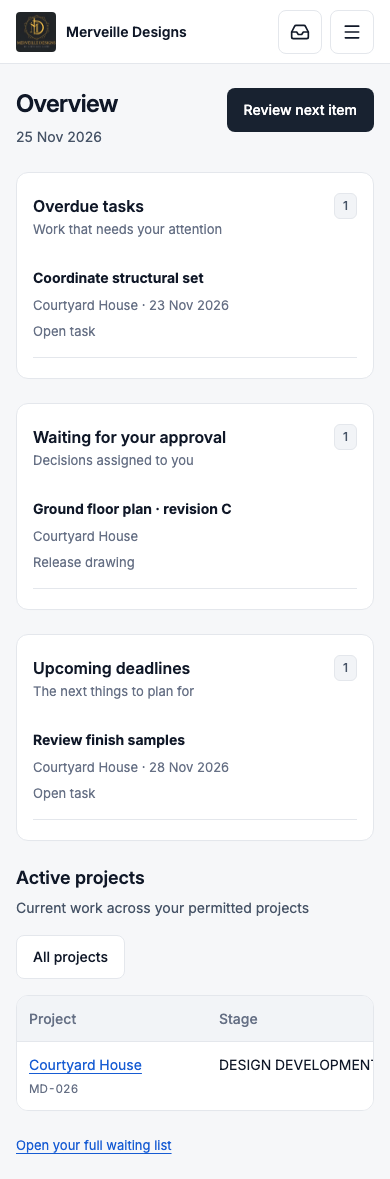 Merveille Designs
Overview
Review next item
25 Nov 2026
Overdue tasks
1
Work that needs your attention
Coordinate structural set
Courtyard House · 23 Nov 2026
Open task
Waiting for your approval
1
Decisions assigned to you
Ground floor plan · revision C
Courtyard House
Release drawing
Upcoming deadlines
1
The next things to plan for
Review finish samples
Courtyard House · 28 Nov 2026
Open task
Active projects
Current work across your permitted projects
All projects
Project Stage
Courtyard House DESIGN DEVELOPMENT
MD-026
Open your full waiting list